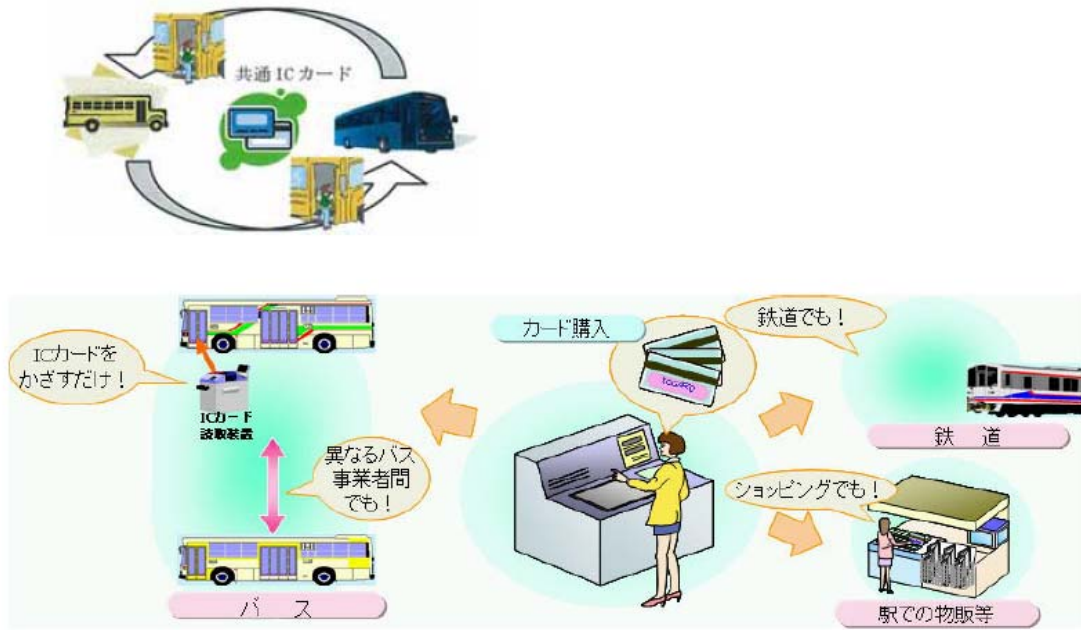 共通 IC カード
カード購入
鉄道でも！
ICカードを
かざすだけ！
ICカード
読取装置
異なるバス
事業者間
でも！
鉄　道
ショッピングでも！
バ　ス
駅での物販等